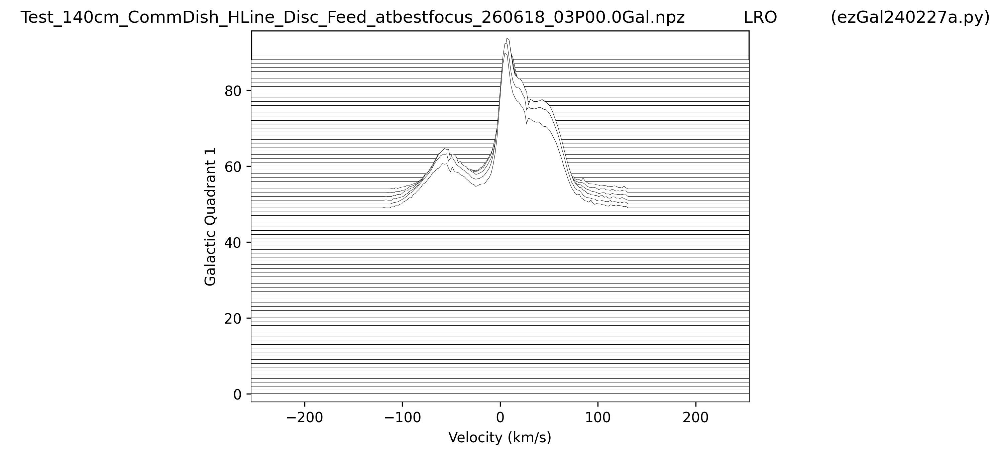 Test_140cm_CommDish_HLine_Disc_Feed_atbestfocus_260618_03P00.0Gal.npz LRO (ezGal240227a.py)
80
60
40
20
0
Galactic Quadrant 1
−200 −100 0 100 200
Velocity (km/s)